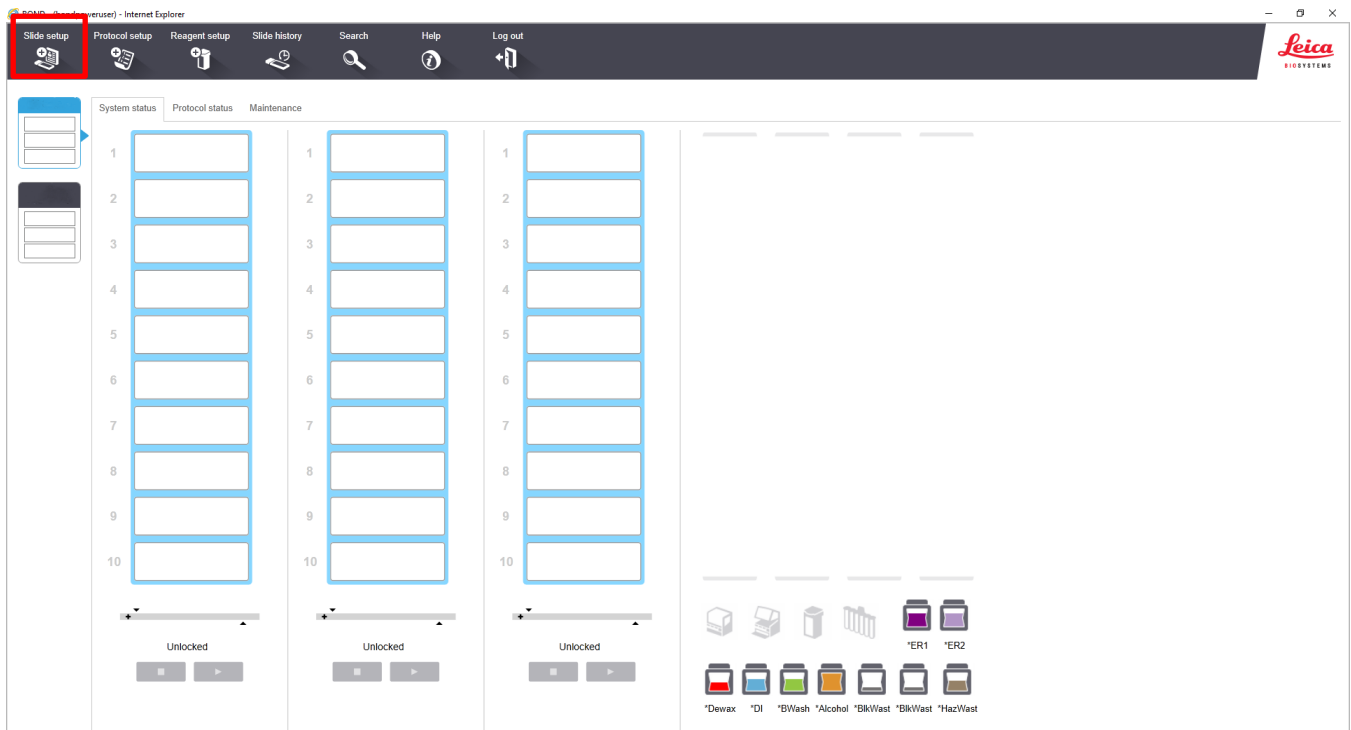 BOND (bondpoweruser) - Internet Explorer
Slide setup Protocol setup Reagent setup Slide history Search Help Log out
Leica
BIOSYSTEMS
System status Protocol status Maintenance
1 1 1
2 2 2
3 3 3
4 4 4
5 5 5
6 6 6
7 7 7
8 8 8
9 9 9
10 10 10
Unlocked Unlocked Unlocked
*ER1 *ER2
*Dewax *DI *BWash *Alcohol *BlkWast *BlkWast *HazWast